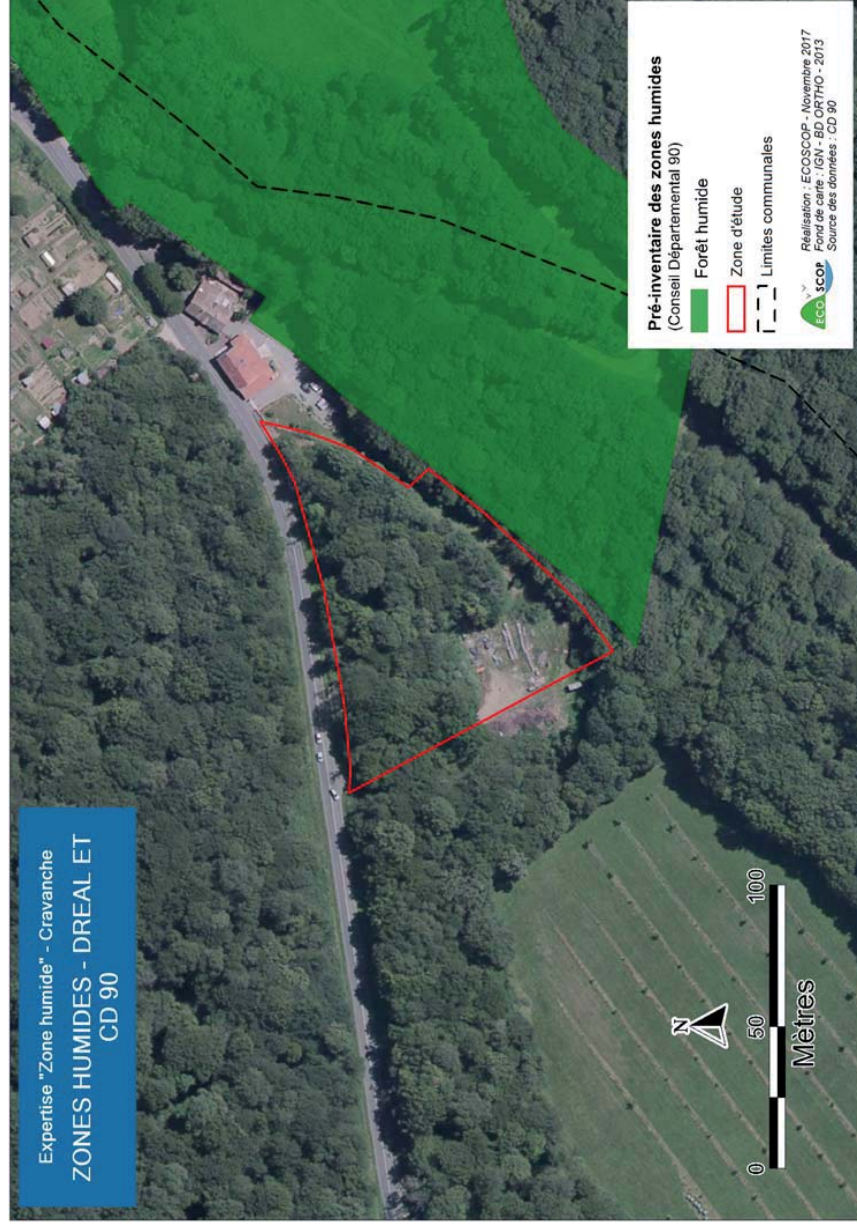 Expertise "Zone humide" - Cravanche
ZONES HUMIDES - DREAL ET
CD 90
Pré-inventaire des zones humides
(Conseil Départemental 90)
Forêt humide
Zone d'étude
Limites communales
ECO SCOP
Réalisation : ECOSCOP - Novembre 2017
Fond de carte : IGN - BD ORTHO - 2013
Source des données : CD 90
N
0 50 100
Mètres